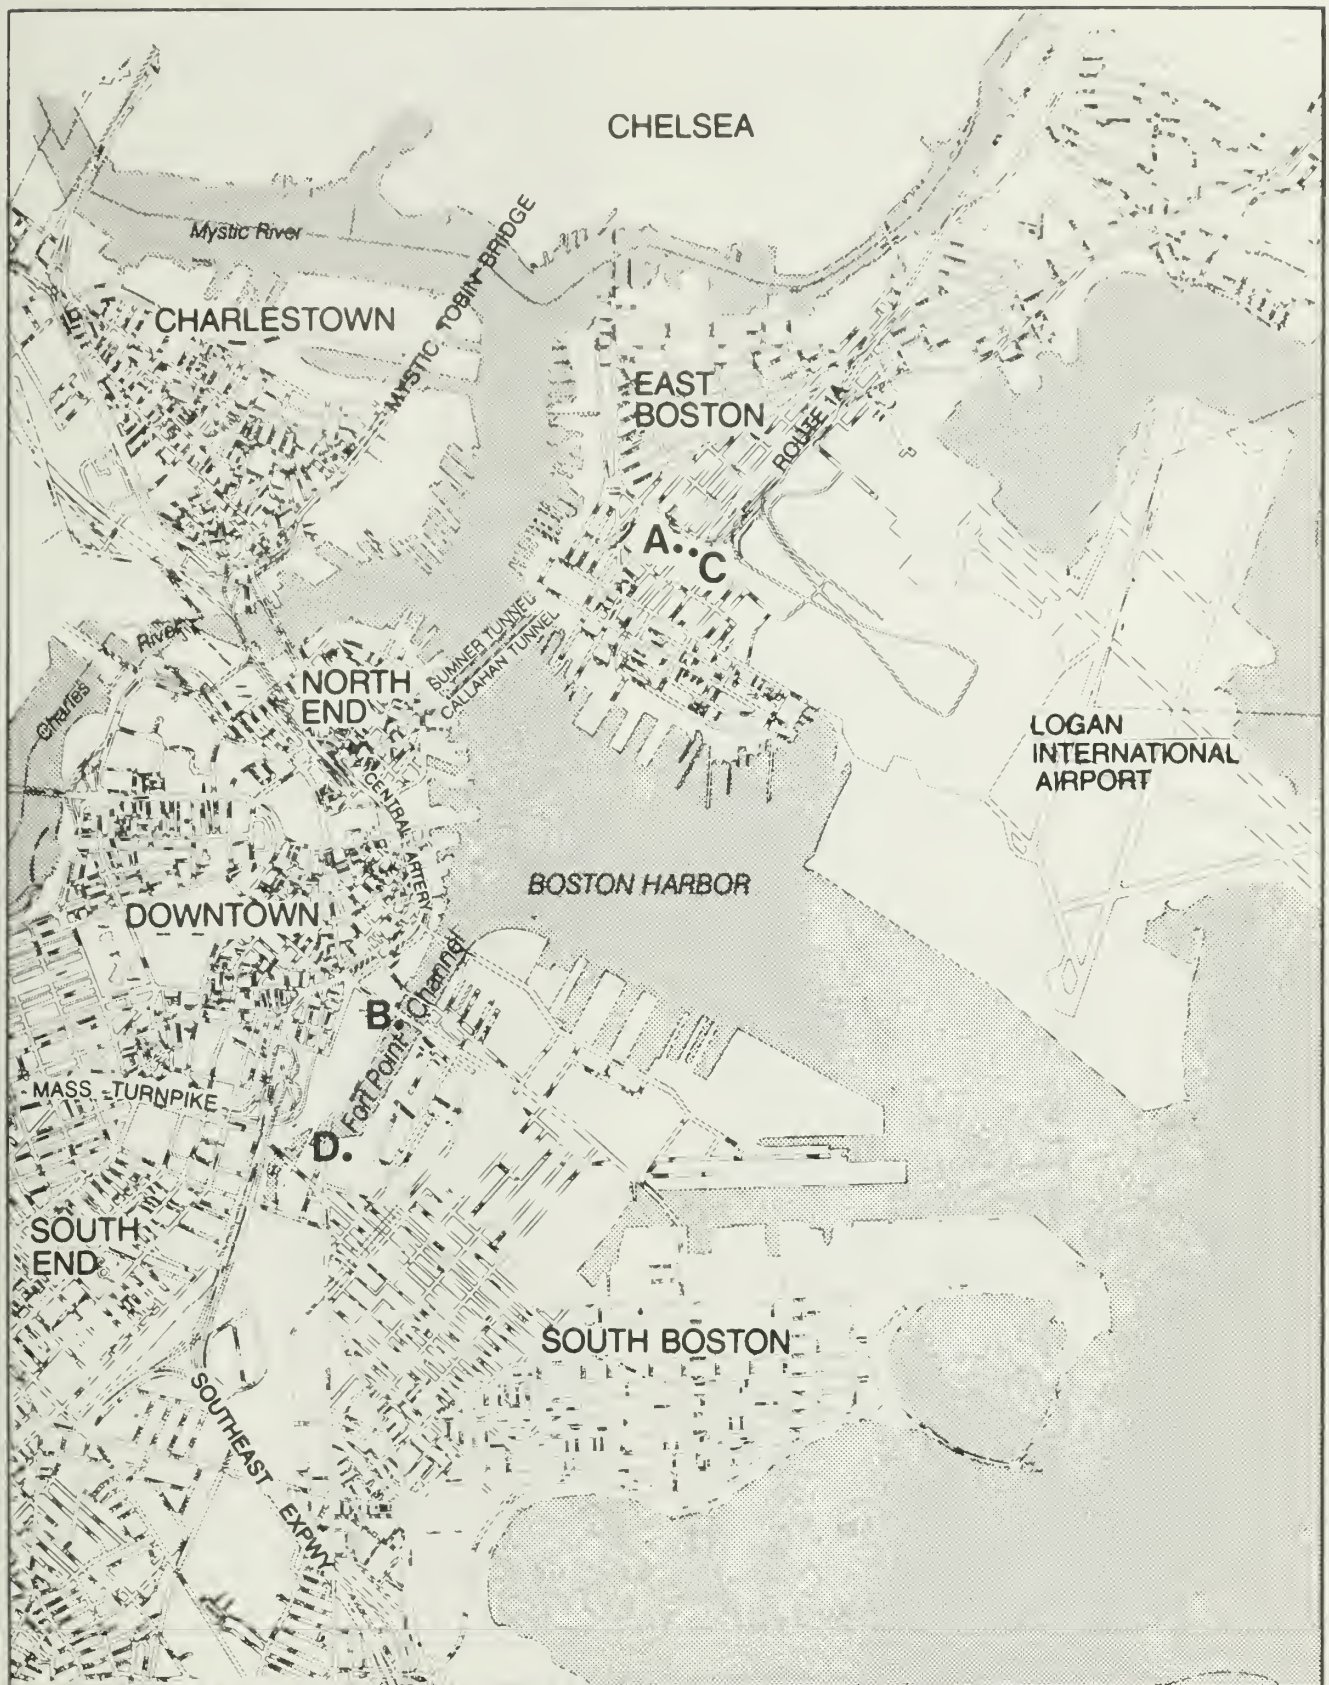 CHELSEA
Mystic River
MYSTIC TOBIN BRIDGE
CHARLESTOWN
EAST
BOSTON
ROUTE 1A
A.
.C
SUMNER TUNNEL
CALLAHAN TUNNEL
Charles River
NORTH
END
CENTRAL ARTERY
LOGAN
INTERNATIONAL
AIRPORT
BOSTON HARBOR
DOWNTOWN
B.
Fort Point Channel
MASS. TURNPIKE
D.
SOUTH
END
SOUTH BOSTON
SOUTHEAST EXPWY